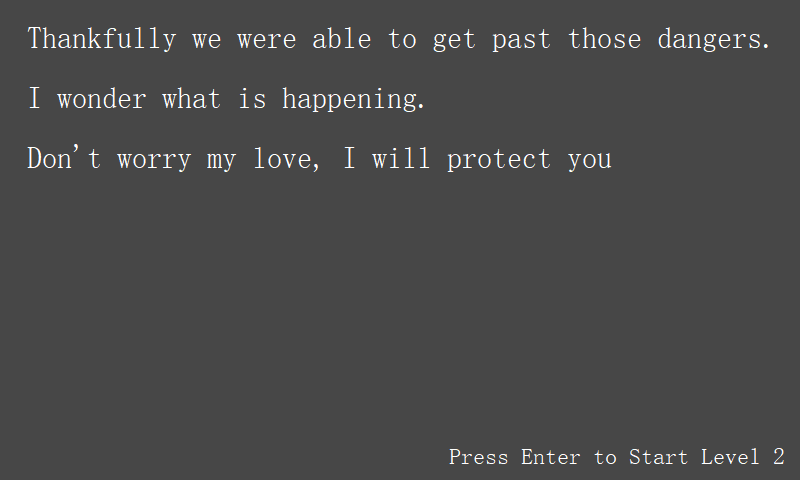 Thankfully we were able to get past those dangers.
I wonder what is happening.
Don't worry my love, I will protect you
Press Enter to Start Level 2